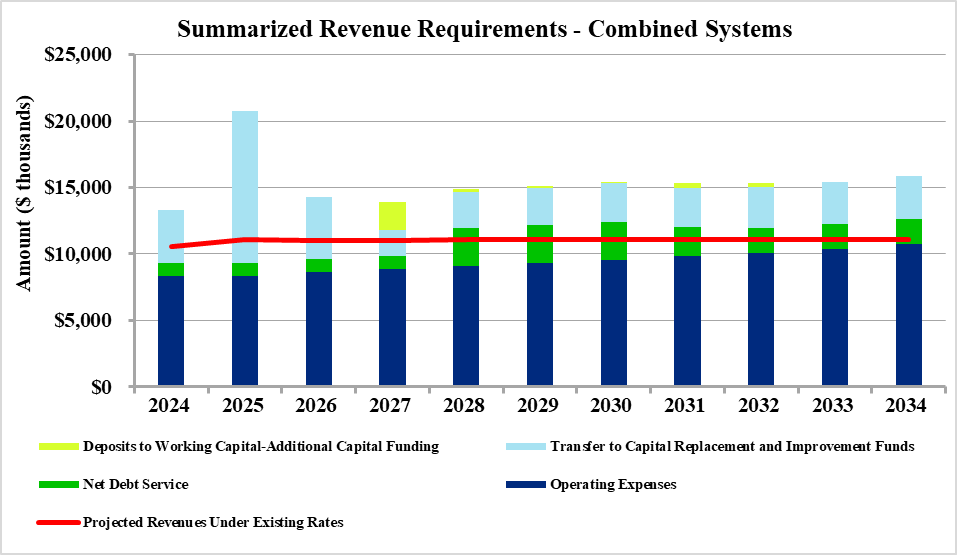 Summarized Revenue Requirements - Combined Systems
$25,000
$20,000
$15,000
$10,000
$5,000
$0
Amount ($ thousands)
2024 2025 2026 2027 2028 2029 2030 2031 2032 2033 2034
Deposits to Working Capital-Additional Capital Funding
Transfer to Capital Replacement and Improvement Funds
Net Debt Service
Operating Expenses
Projected Revenues Under Existing Rates